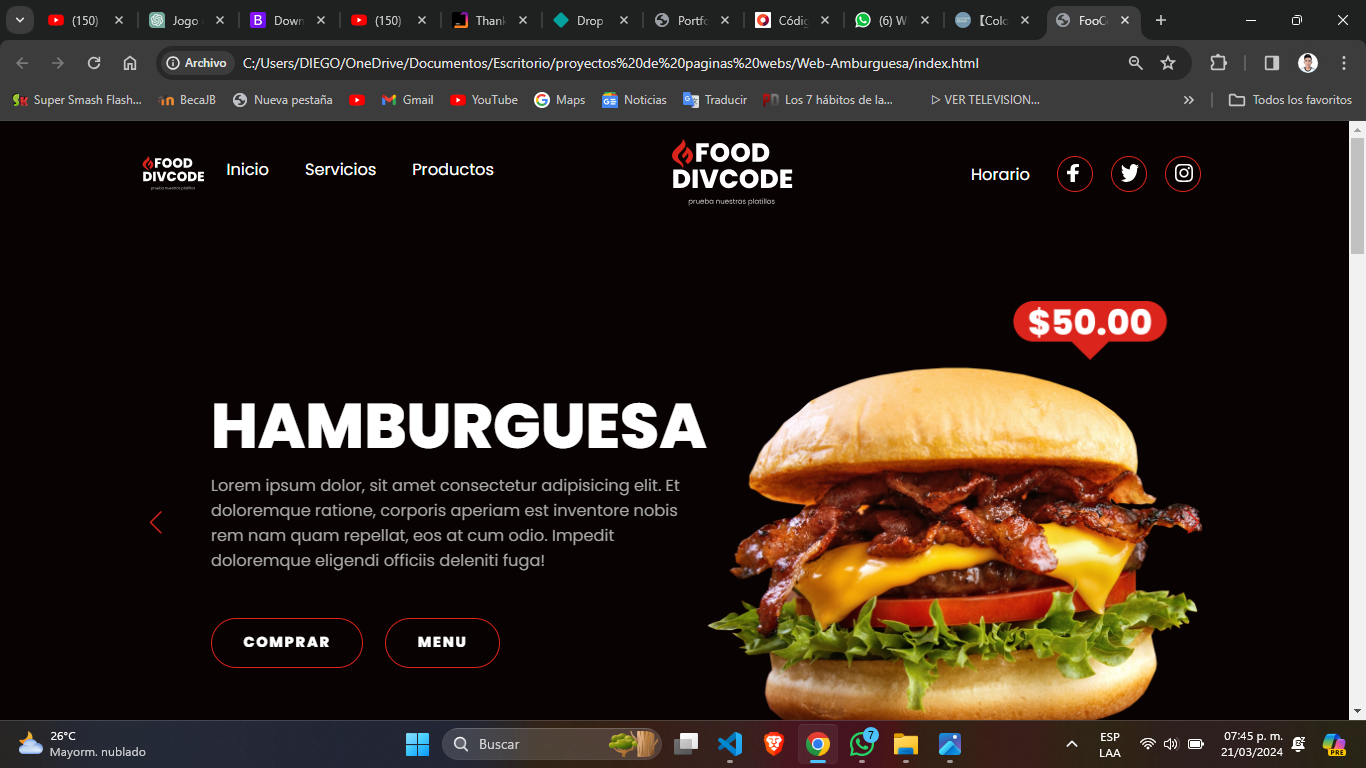 (150)
Jogo
Down
(150)
Thank
Drop
Portfo
Códig
(6) W
【Colo
FooC
Archivo
C:/Users/DIEGO/OneDrive/Documentos/Escritorio/proyectos%20de%20paginas%20webs/Web-Amburguesa/index.html
Super Smash Flash...
BecaJB
Nueva pestaña
Gmail
YouTube
Maps
Noticias
Traducir
Los 7 hábitos de la...
▷ VER TELEVISION...
»
Todos los favoritos
FOOD
DIVCODE
prueba nuestros platillos
Inicio
Servicios
Productos
FOOD
DIVCODE
prueba nuestros platillos
Horario
$50.00
HAMBURGUESA
Lorem ipsum dolor, sit amet consectetur adipisicing elit. Et
doloremque ratione, corporis aperiam est inventore nobis
rem nam quam repellat, eos at cum odio. Impedit
doloremque eligendi officiis deleniti fuga!
COMPRAR
MENU
26°C
Mayorm. nublado
Buscar
7
ESP
LAA
07:45 p. m.
21/03/2024
PRE